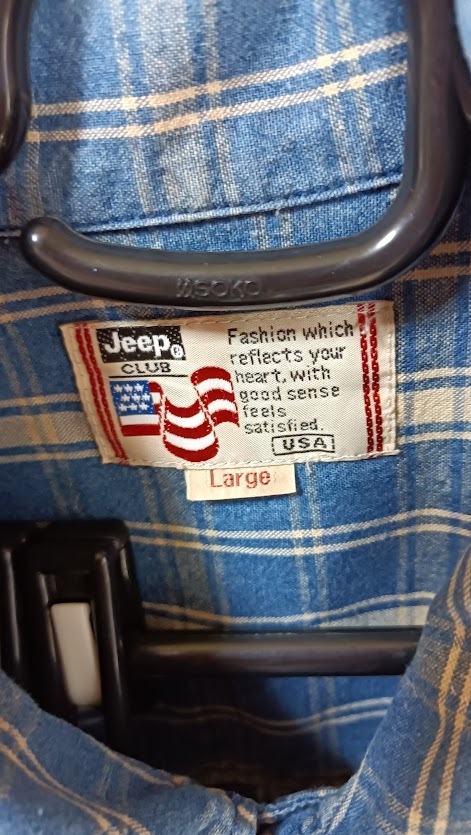 Jeep®
CLUB
Fashion which
reflects your
heart, with
good sense
feels
satisfied.
USA
Large